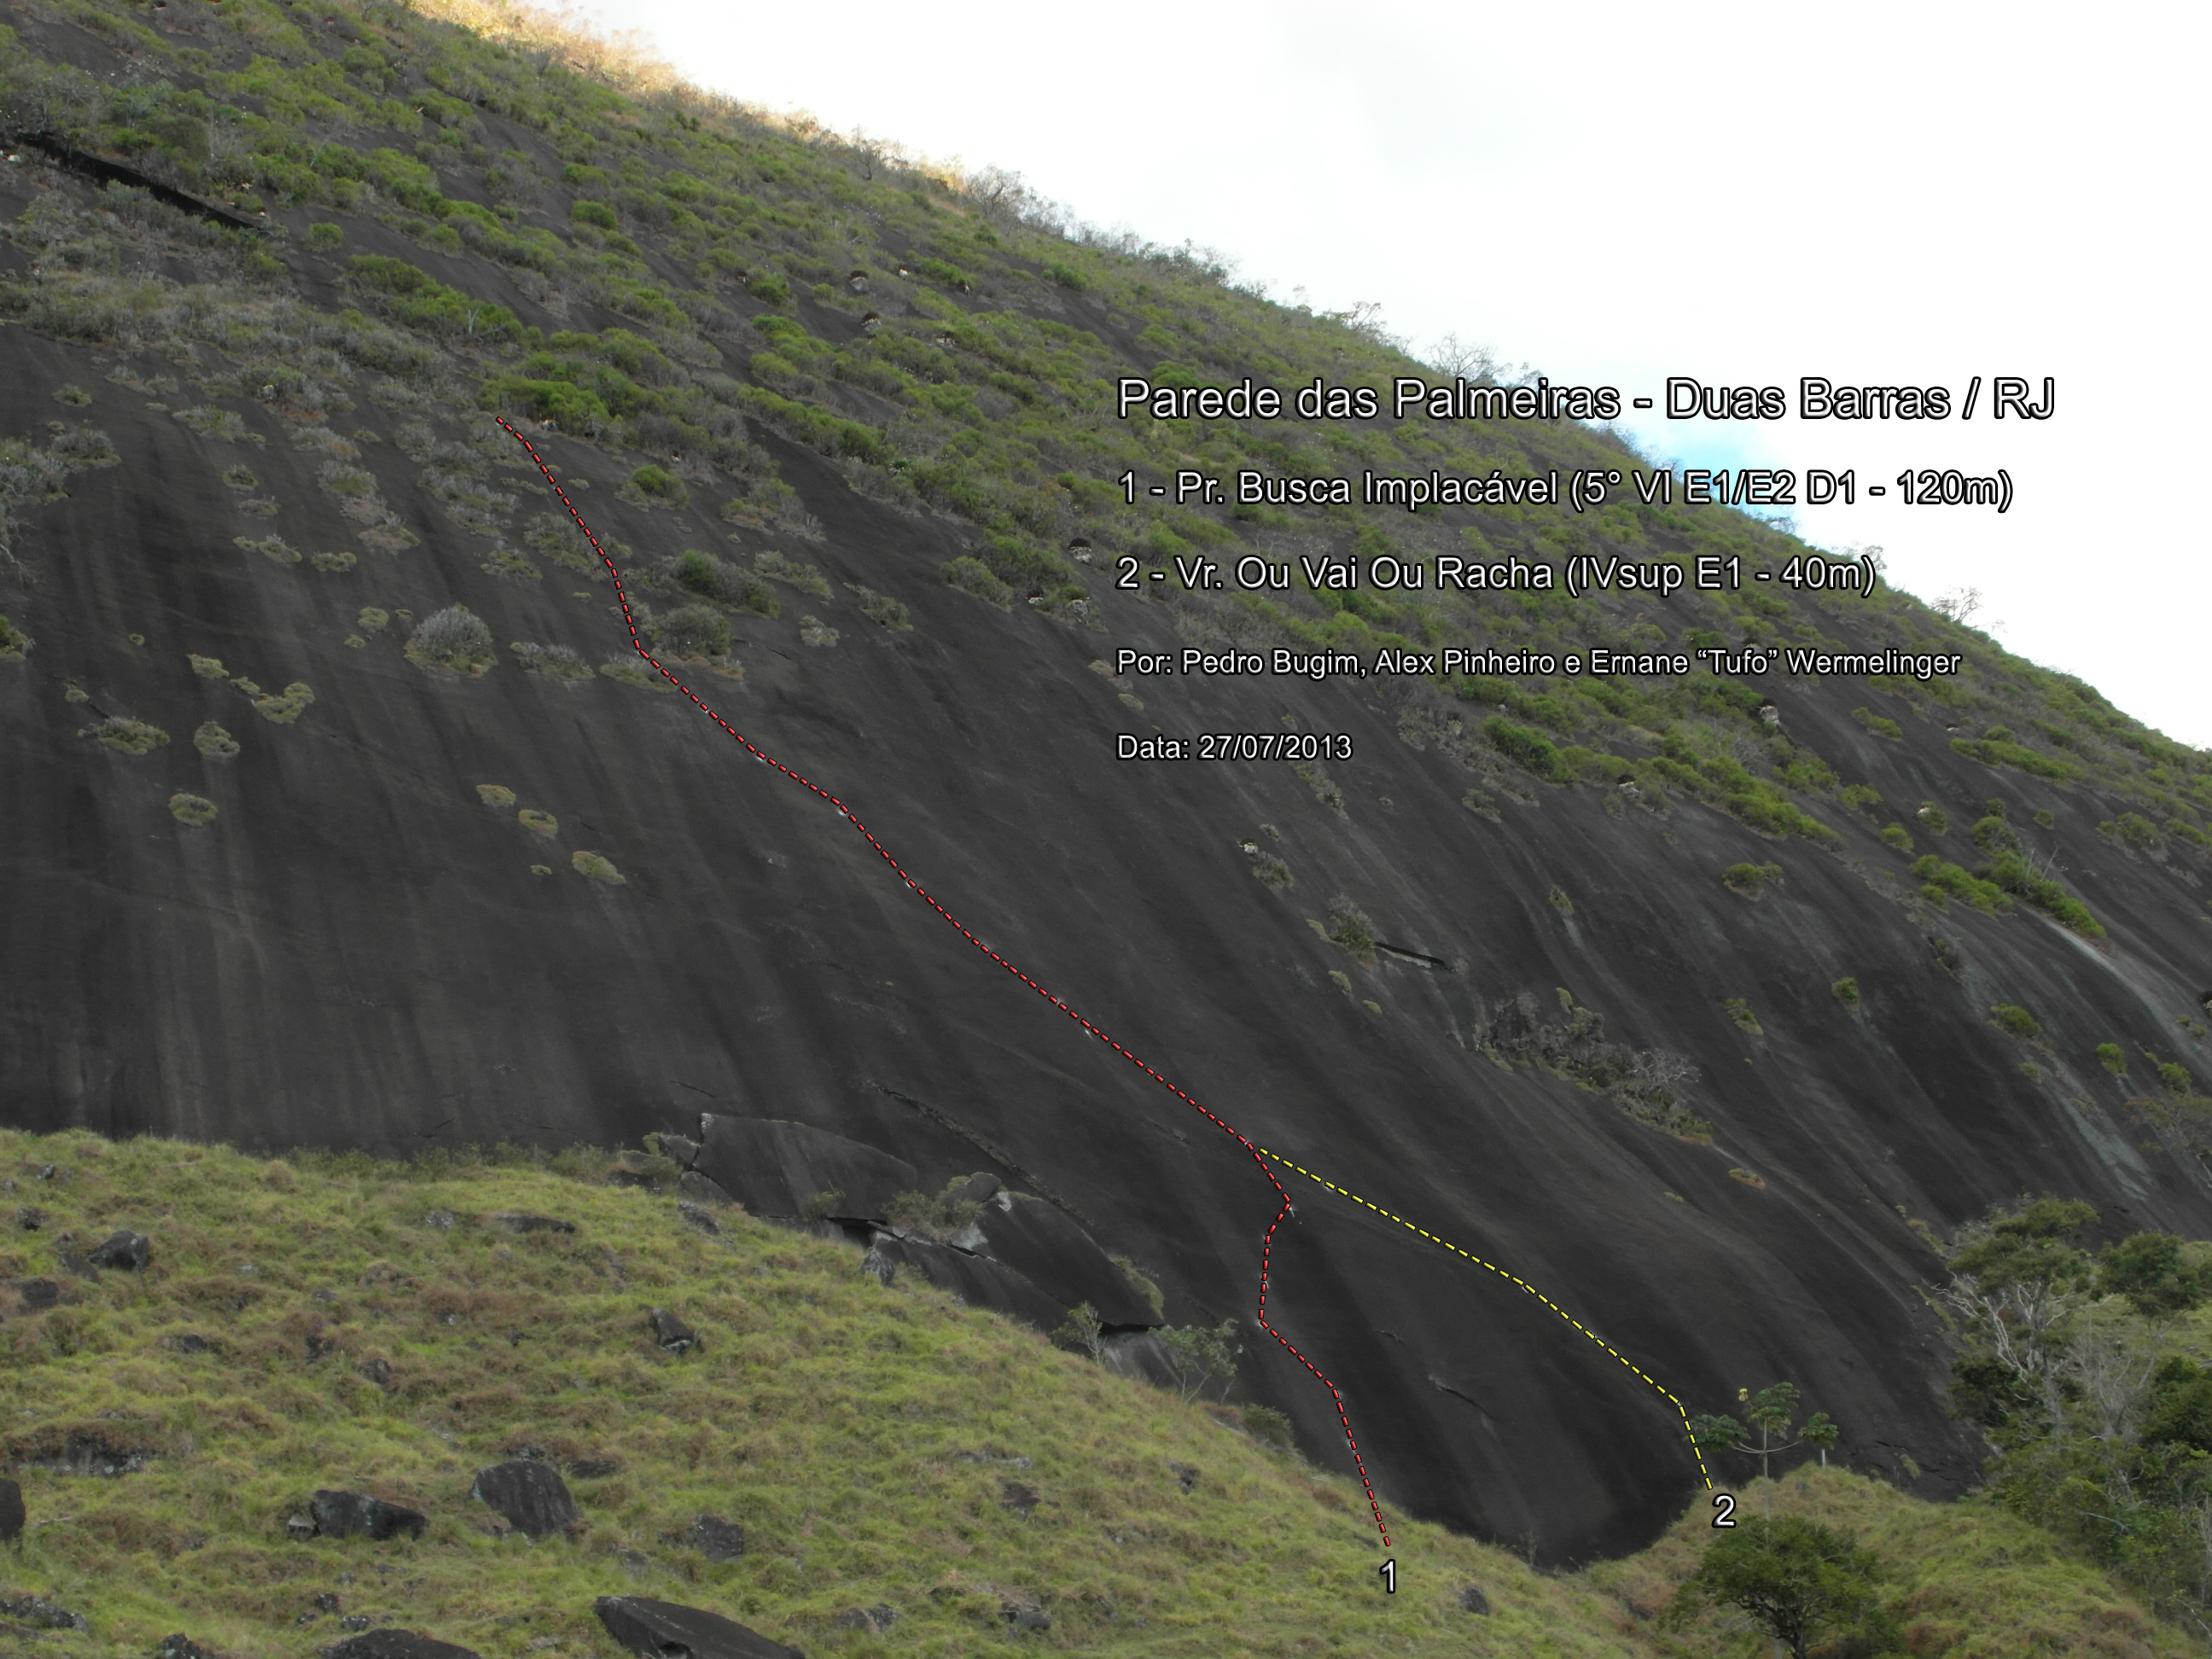 Parede das Palmeiras - Duas Barras / RJ
1 - Pr. Busca Implacável (5° VI E1/E2 D1 - 120m)
2 - Vr. Ou Vai Ou Racha (IVsup E1 - 40m)
Por: Pedro Bugim, Alex Pinheiro e Ernane “Tufo” Wermelinger
Data: 27/07/2013
2
1